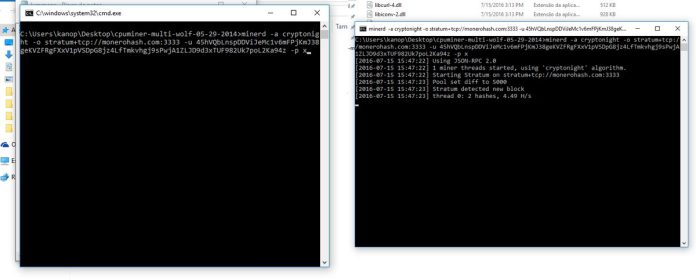 libcurl-4.dll 7/15/2016 3:13 PM Extensão da aplica... 512 KB
libiconv-2.dll 7/15/2016 3:13 PM Extensão da aplica... 928 KB
Tam
C:\windows\system32\cmd.exe
C:\Users\kanop\Desktop\cpuminer-multi-wolf-05-29-2014>minerd -a cryptonig
ht -o stratum+tcp://monerohash.com:3333 -u 45hVQbLnspDDViJeMc1v6mFPjKmJ38
geKVZFRgFXxV1pVSDpG8jz4LfTmkvhgj9sPwjA1ZLJD9d3xTUF982Uk7poL2Ka94z -p x
minerd -a cryptonight -o stratum+tcp://monerohash.com:3333 -u 45hVQbLnspDDViJeMc1v6mFPjKmJ38geK...
C:\Users\kanop\Desktop\cpuminer-multi-wolf-05-29-2014>minerd -a cryptonight -o stratum+tcp:/
/monerohash.com:3333 -u 45hVQbLnspDDViJeMc1v6mFPjKmJ38geKVZFRgFXxV1pVSDpG8jz4LfTmkvhgj9sPwjA
1ZLJD9d3xTUF982Uk7poL2Ka94z -p x
[2016-07-15 15:47:22] Using JSON-RPC 2.0
[2016-07-15 15:47:22] 1 miner threads started, using 'cryptonight' algorithm.
[2016-07-15 15:47:22] Starting Stratum on stratum+tcp://monerohash.com:3333
[2016-07-15 15:47:23] Pool set diff to 5000
[2016-07-15 15:47:23] Stratum detected new block
[2016-07-15 15:47:23] thread 0: 2 hashes, 4.49 H/s